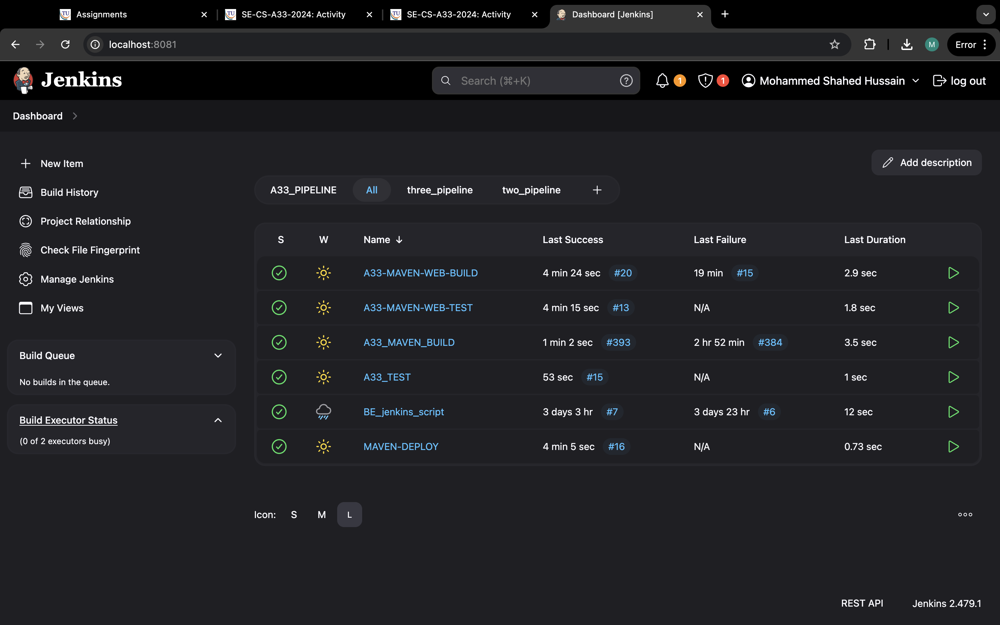 TU Assignments
TU SE-CS-A33-2024: Activity
TU SE-CS-A33-2024: Activity
Dashboard [Jenkins]
localhost:8081
M
Error
Jenkins
Search (⌘+K)
?
1
1
Mohammed Shahed Hussain
log out
Dashboard
New Item
Build History
Project Relationship
Check File Fingerprint
Manage Jenkins
My Views
Build Queue
No builds in the queue.
Build Executor Status
(0 of 2 executors busy)
Add description
A33_PIPELINE All three_pipeline two_pipeline +
S W Name ↓ Last Success Last Failure Last Duration
A33-MAVEN-WEB-BUILD 4 min 24 sec #20 19 min #15 2.9 sec
A33-MAVEN-WEB-TEST 4 min 15 sec #13 N/A 1.8 sec
A33_MAVEN_BUILD 1 min 2 sec #393 2 hr 52 min #384 3.5 sec
A33_TEST 53 sec #15 N/A 1 sec
BE_jenkins_script 3 days 3 hr #7 3 days 23 hr #6 12 sec
MAVEN-DEPLOY 4 min 5 sec #16 N/A 0.73 sec
Icon: S M L
REST API Jenkins 2.479.1